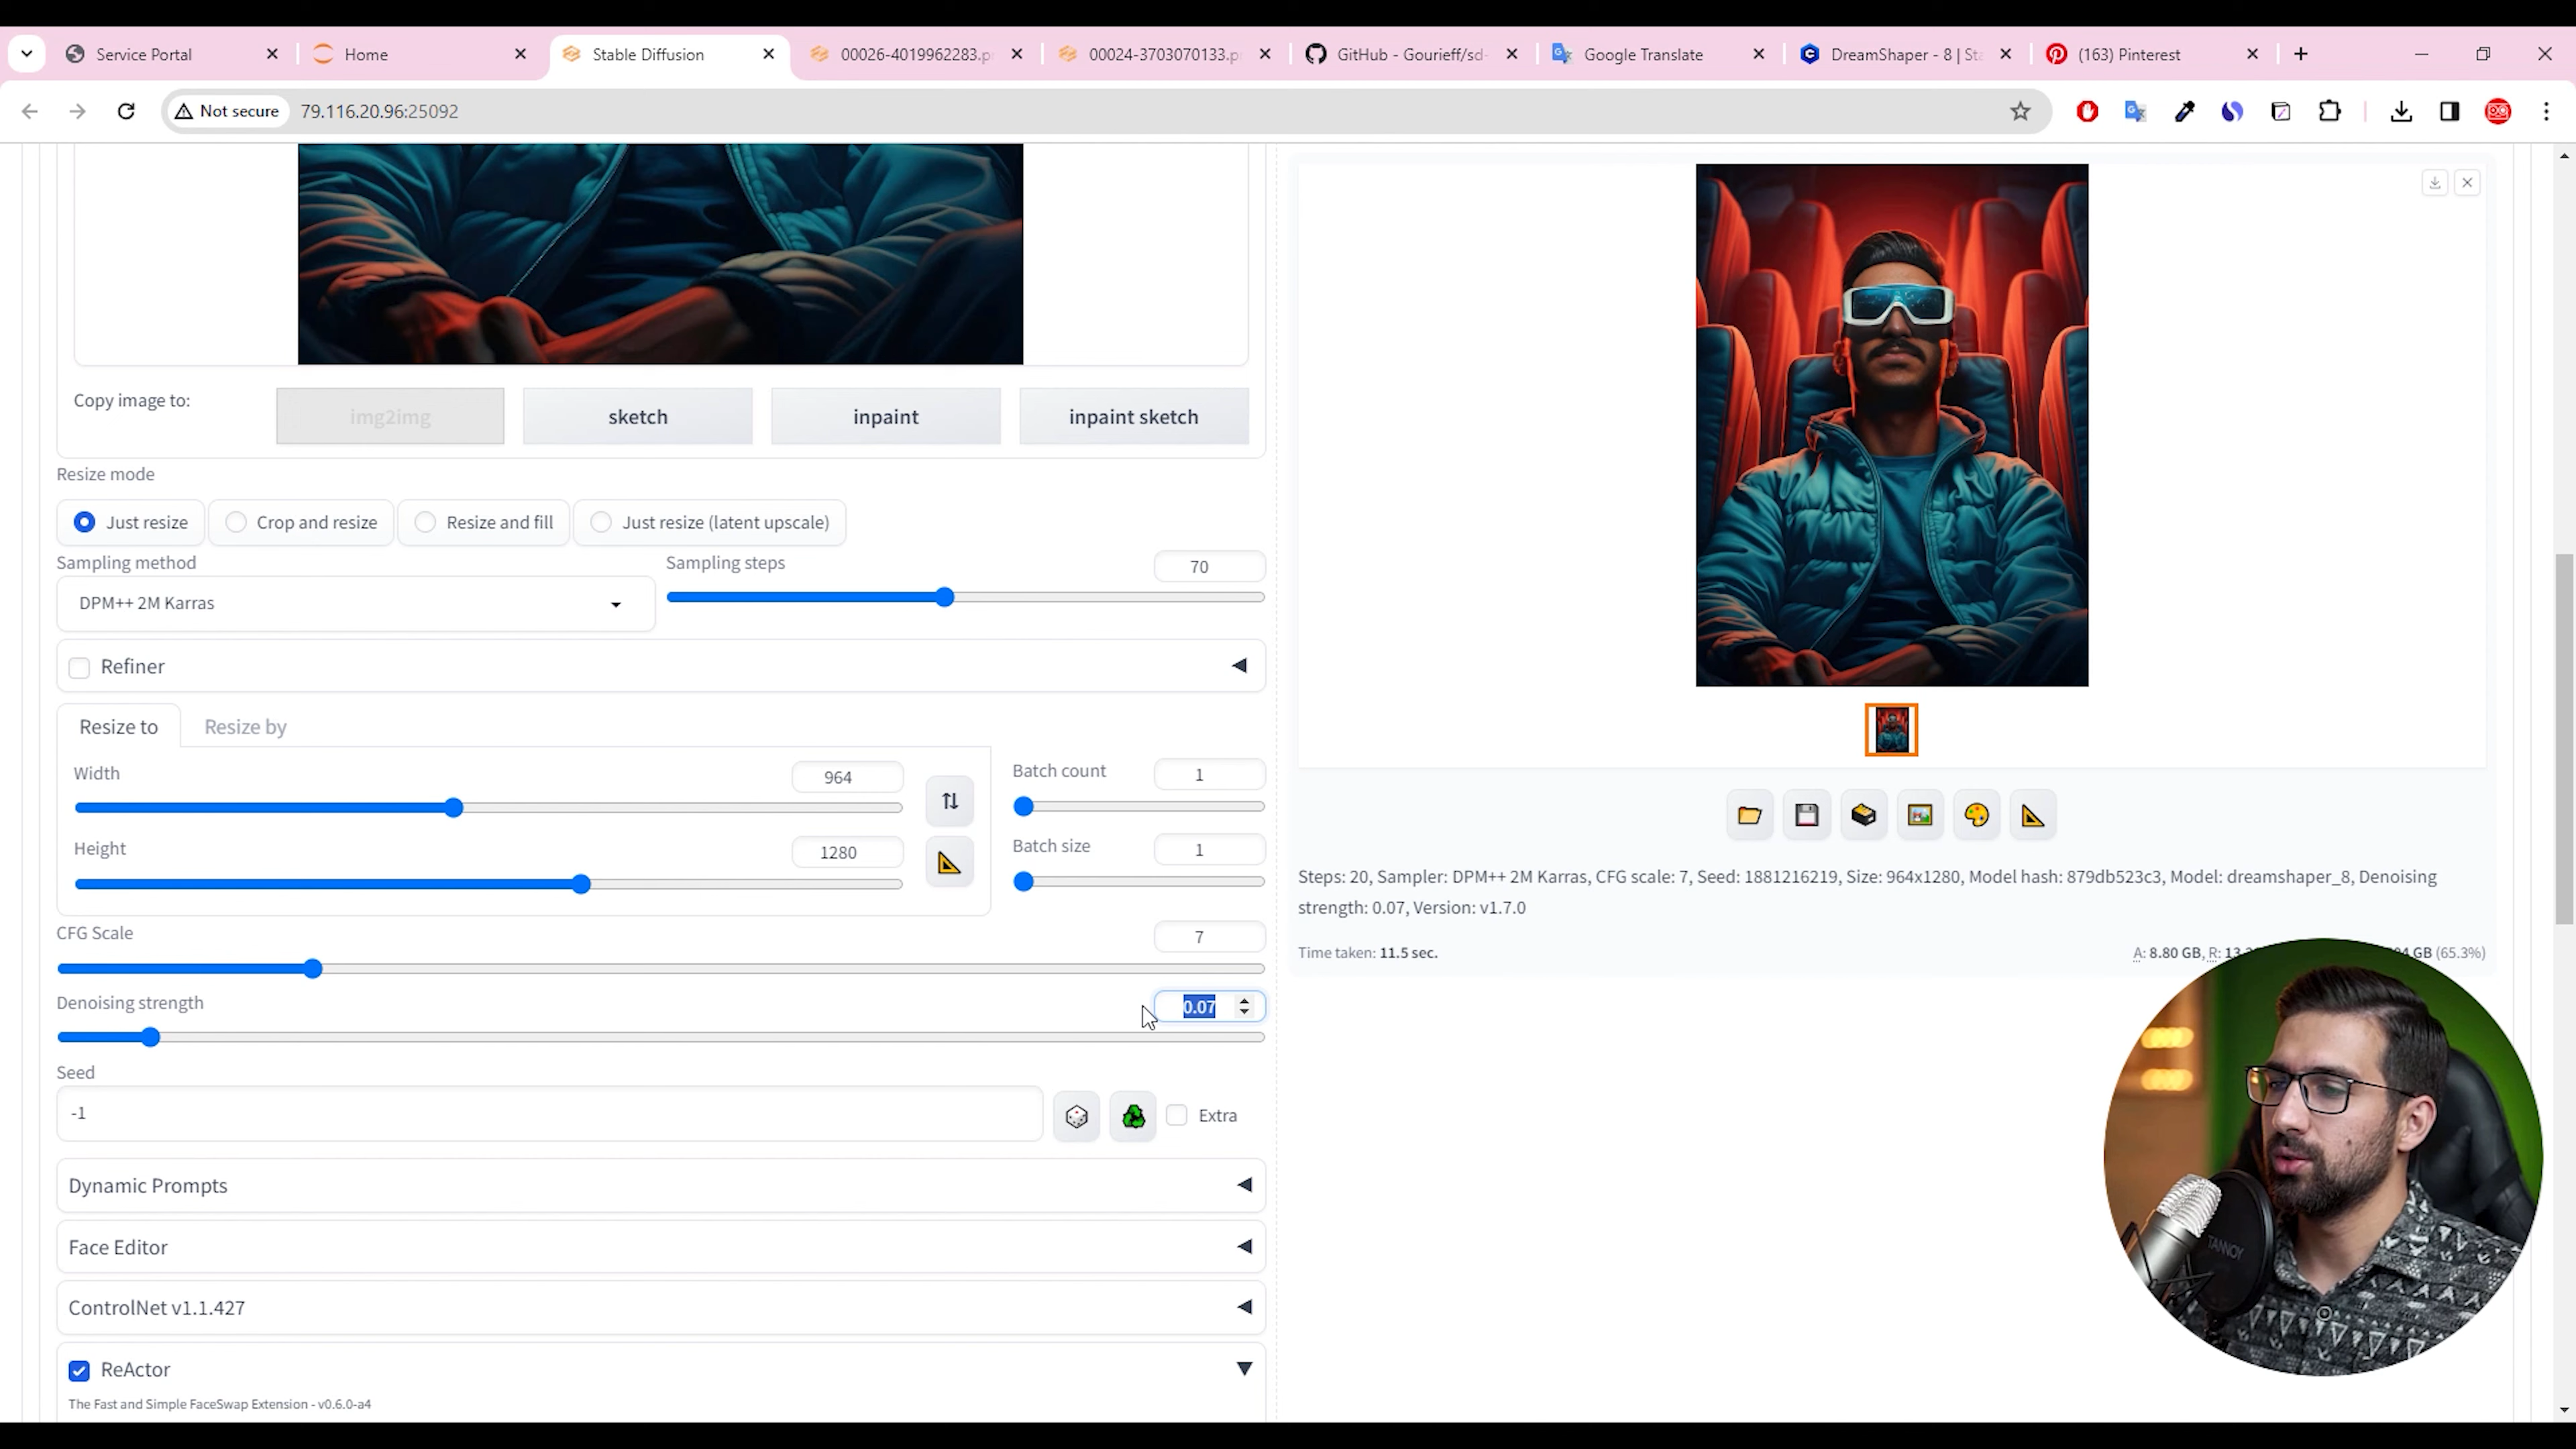 Service Portal
Home
Stable Diffusion
00026-4019962283.p
00024-3703070133.p
GitHub - Gourieff/sd-
Google Translate
DreamShaper - 8 | Sta
(163) Pinterest
Not secure
79.116.20.96:25092
Copy image to:
img2img
sketch
inpaint
inpaint sketch
Resize mode
Just resize
Crop and resize
Resize and fill
Just resize (latent upscale)
Sampling method
Sampling steps
70
DPM++ 2M Karras
Refiner
Resize to
Resize by
Width
964
Batch count
1
Height
1280
Batch size
1
CFG Scale
7
Denoising strength
0.07
Seed
-1
Extra
Dynamic Prompts
Face Editor
ControlNet v1.1.427
ReActor
The Fast and Simple FaceSwap Extension - v0.6.0-a4
Steps: 20, Sampler: DPM++ 2M Karras, CFG scale: 7, Seed: 1881216219, Size: 964x1280, Model hash: 879db523c3, Model: dreamshaper_8, Denoising
strength: 0.07, Version: v1.7.0
Time taken: 11.5 sec.
A: 8.80 GB, R: GB (65.3%)
TANNOY